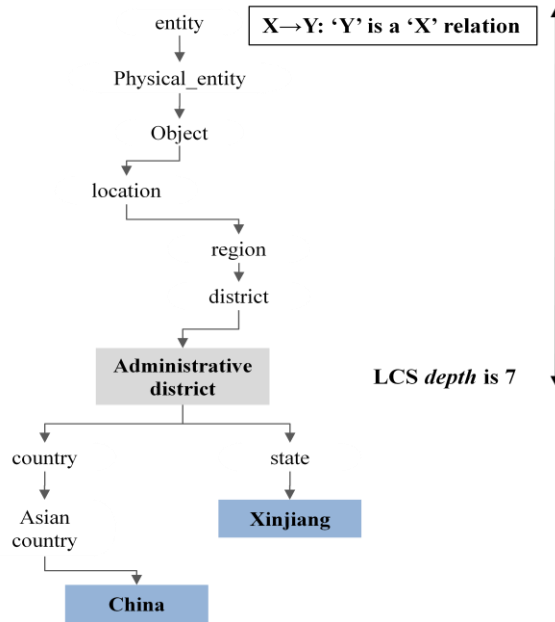 entity
X→Y: ‘Y’ is a ‘X’ relation
Physical_entity
Object
location
region
district
Administrative
district
LCS depth is 7
country
state
Asian
country
Xinjiang
China